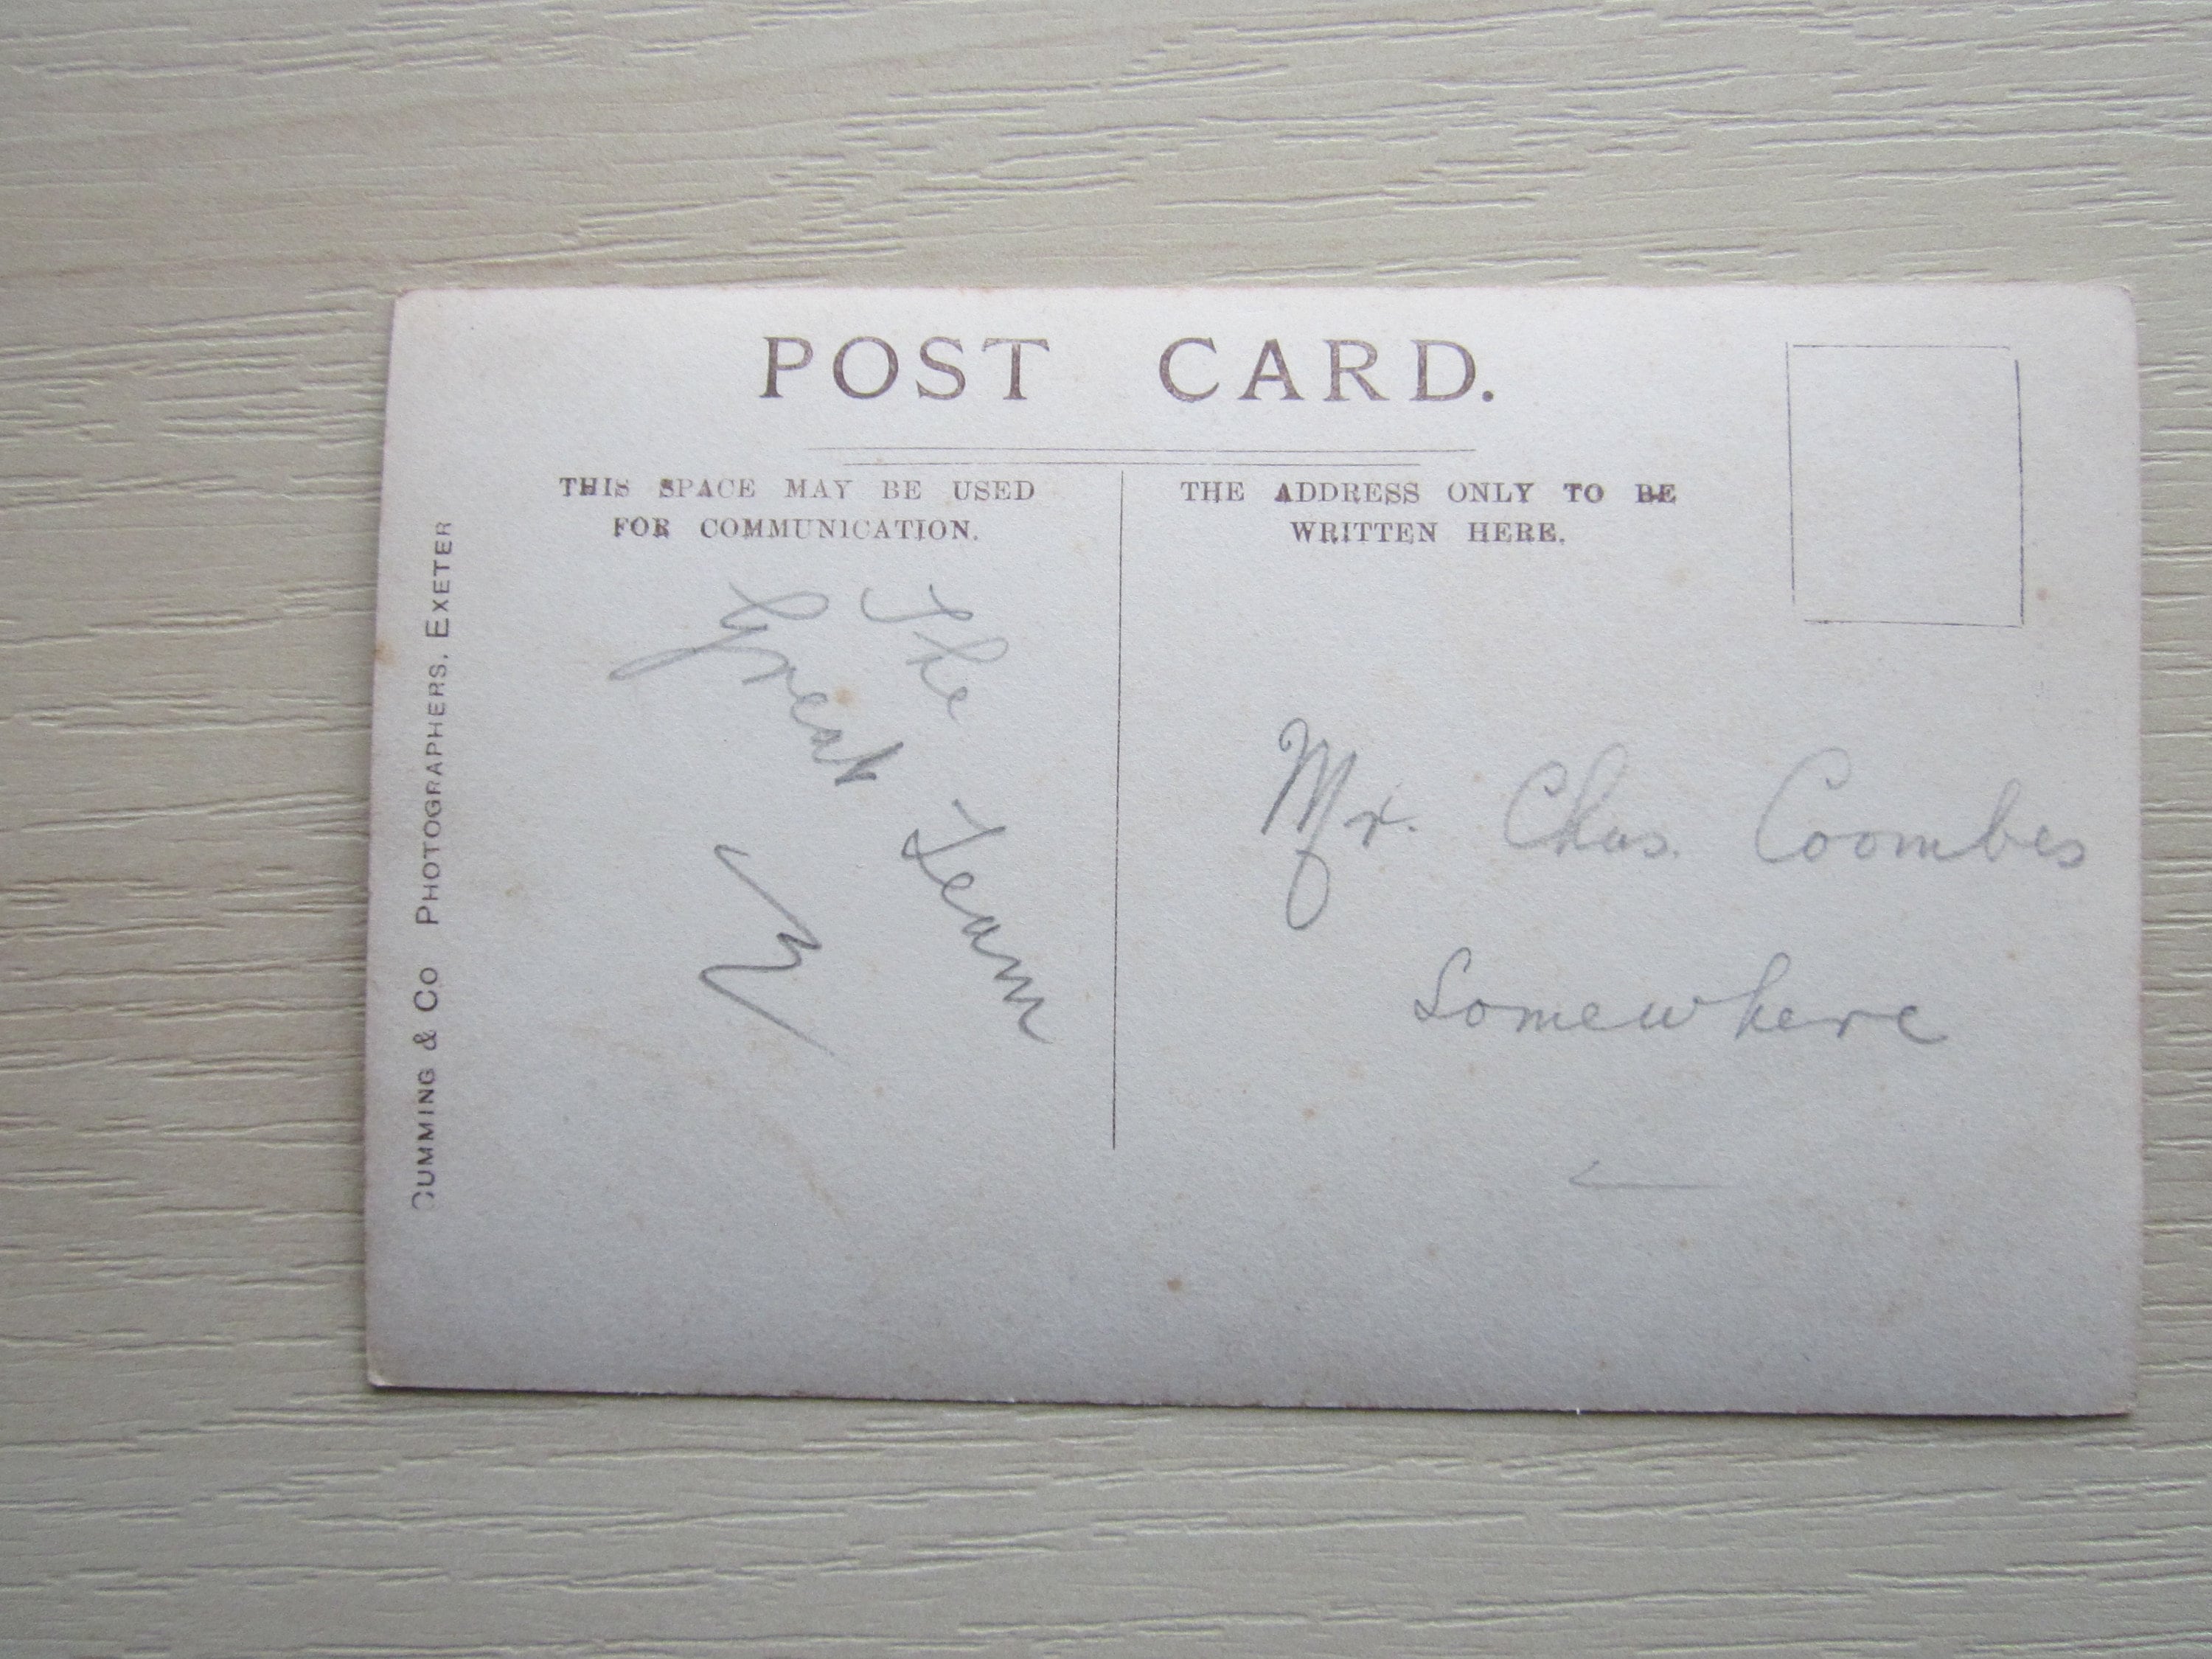 POST CARD.
THIS SPACE MAY BE USED
FOR COMMUNICATION.
THE ADDRESS ONLY TO BE
WRITTEN HERE.
CUMMING & CO PHOTOGRAPHERS, EXETER
The
Great
Team
Mr. Chas. Coombes
Somewhere